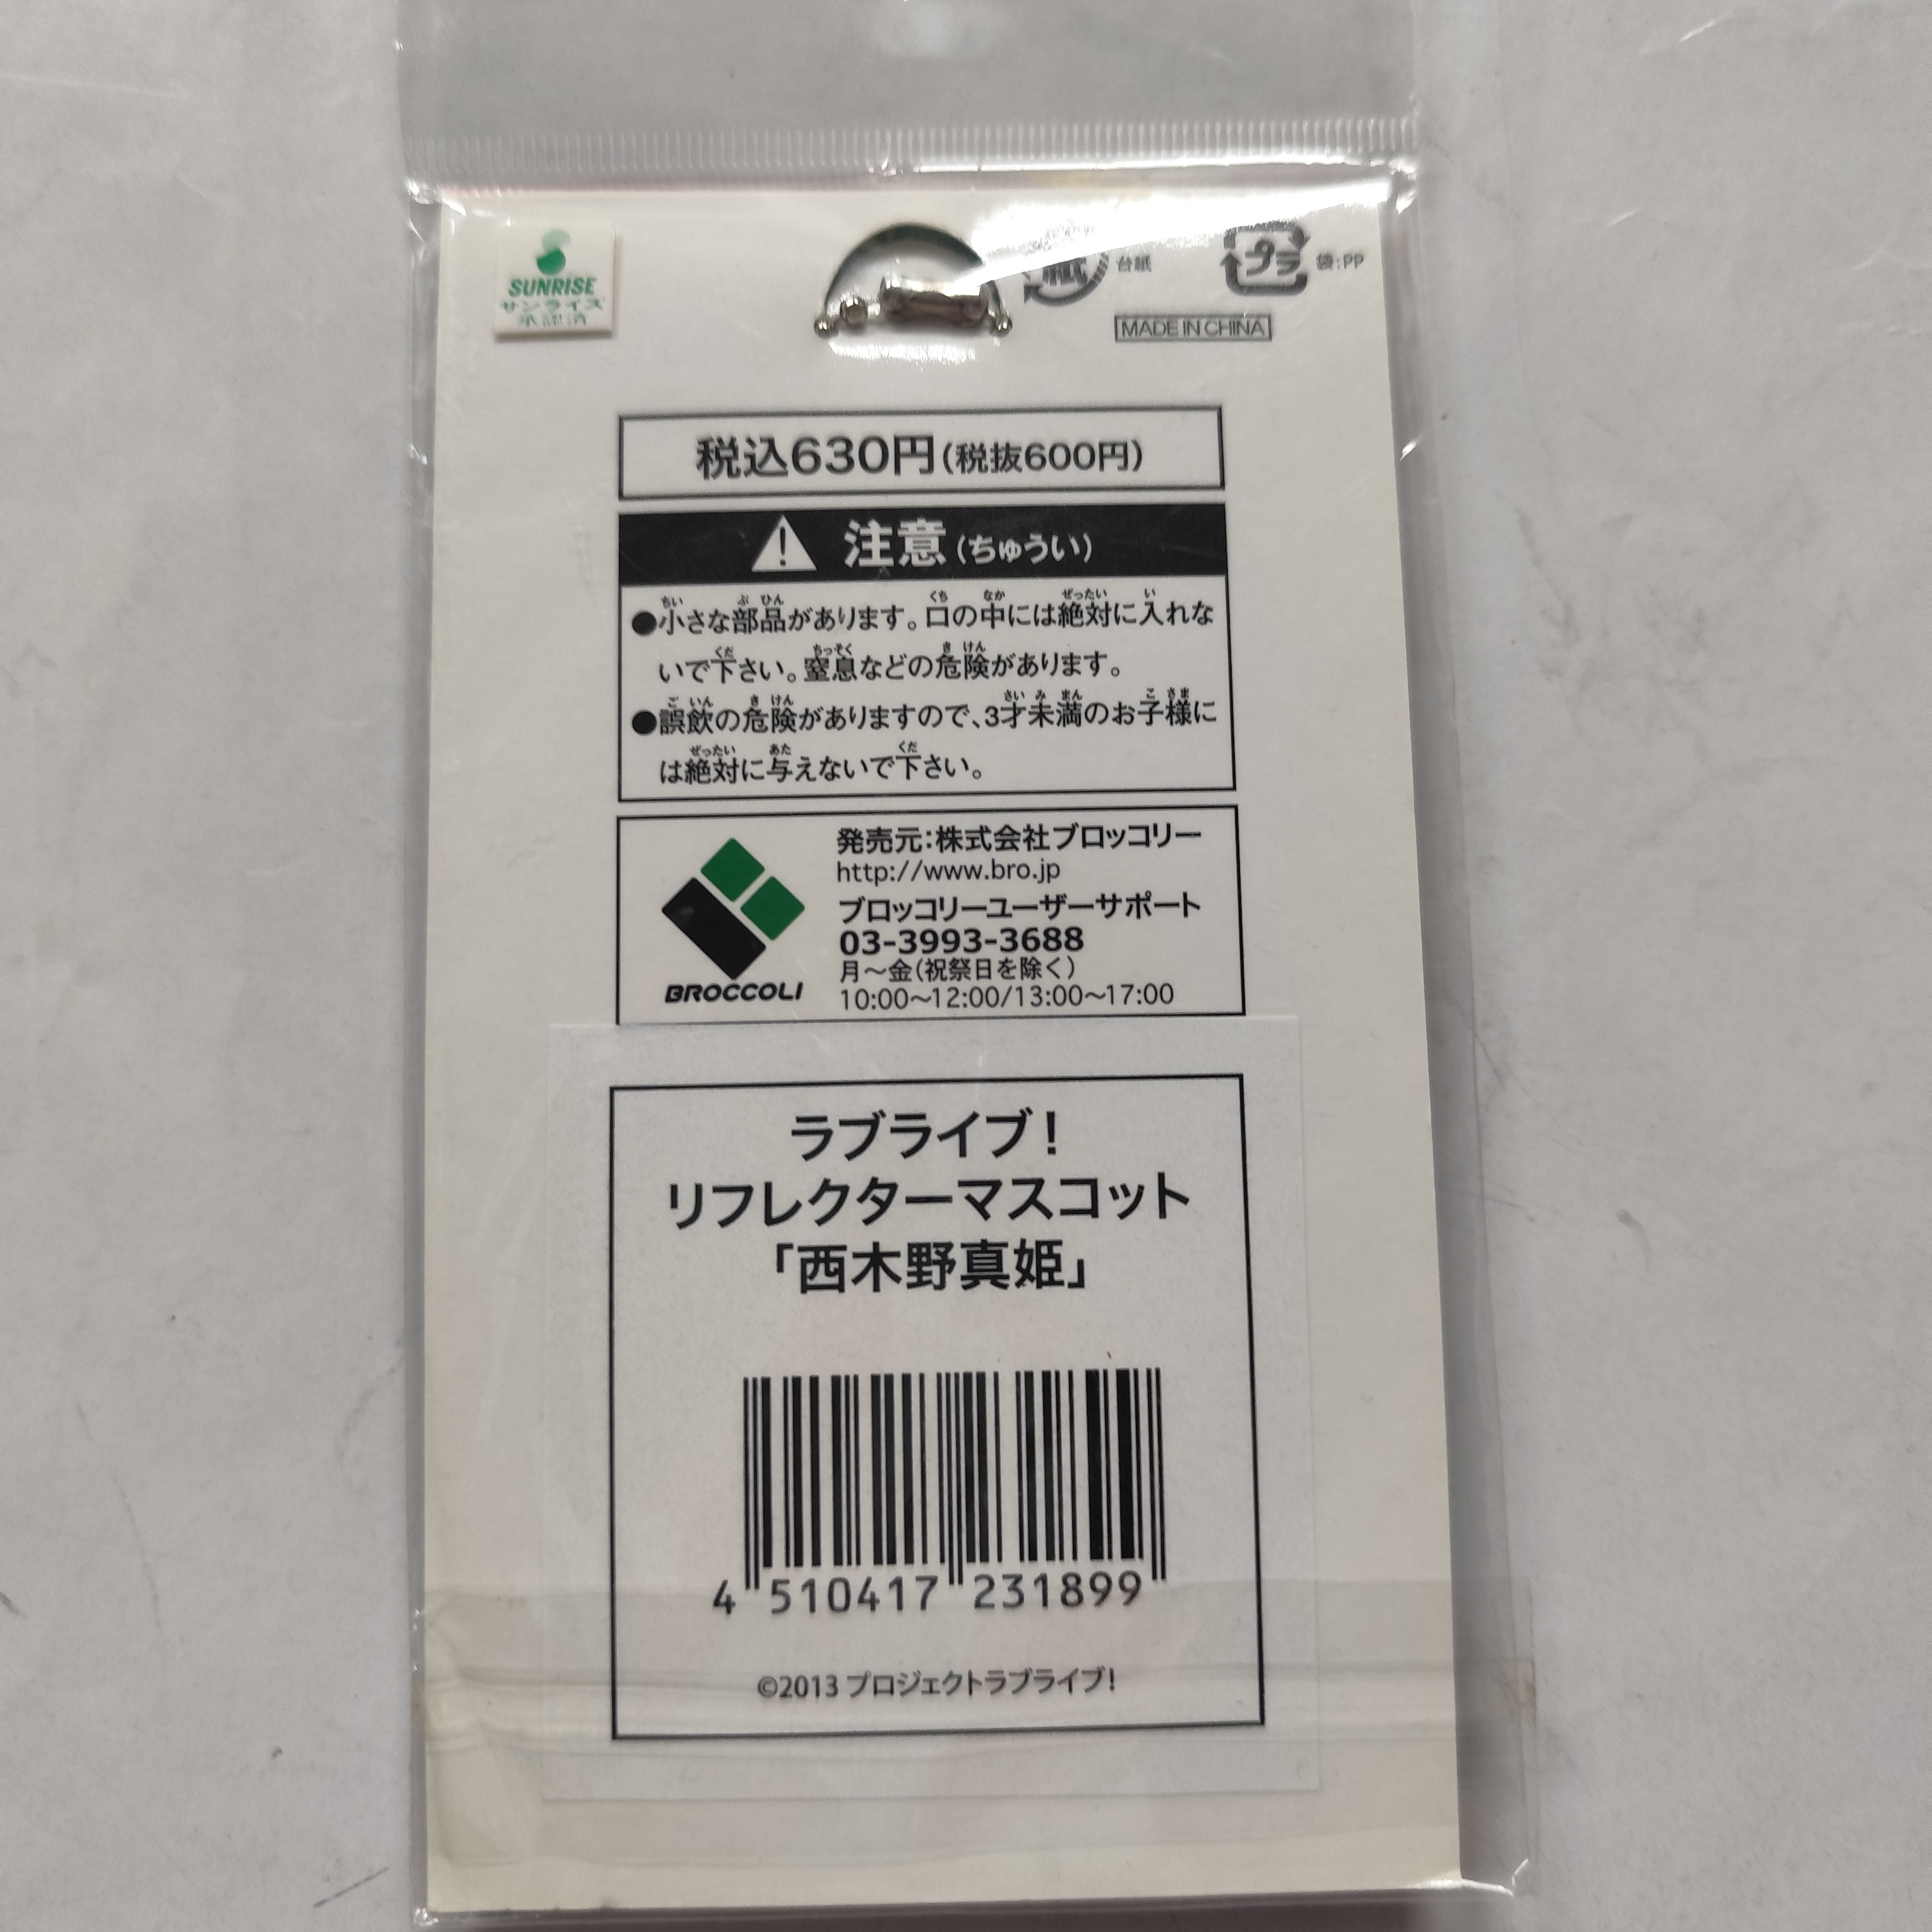 SUNRISE
サンライズ
承認済
紙 台紙
プラ 袋:PP
MADE IN CHINA
税込630円(税抜600円)
! 注意(ちゅうい)
●小さな部品があります。口の中には絶対に入れな
いで下さい。窒息などの危険があります。
●誤飲の危険がありますので、3才未満のお子様に
は絶対に与えないで下さい。
発売元:株式会社ブロッコリー
http://www.bro.jp
ブロッコリーユーザーサポート
03-3993-3688
月~金(祝祭日を除く)
10:00~12:00/13:00~17:00
BROCCOLI
ラブライブ!
リフレクターマスコット
「西木野真姫」
4 510417 231899
©2013 プロジェクトラブライブ!